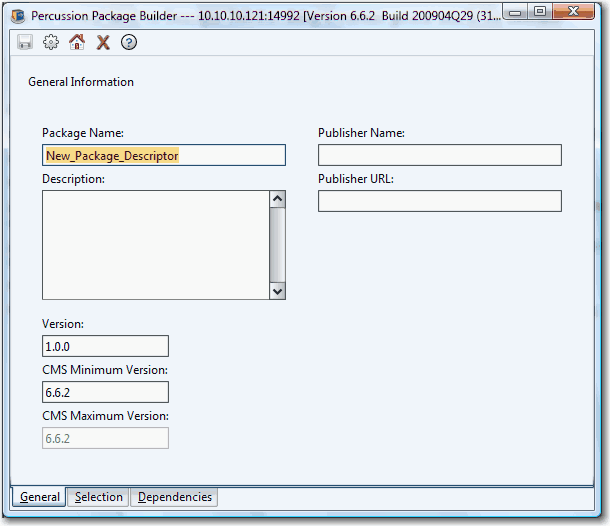 Percussion Package Builder --- 10.10.10.121:14992 [Version 6.6.2 Build 200904Q29 (31...
General Information
Package Name:
New_Package_Descriptor
Description:
Publisher Name:
Publisher URL:
Version:
1.0.0
CMS Minimum Version:
6.6.2
CMS Maximum Version:
6.6.2
General Selection Dependencies